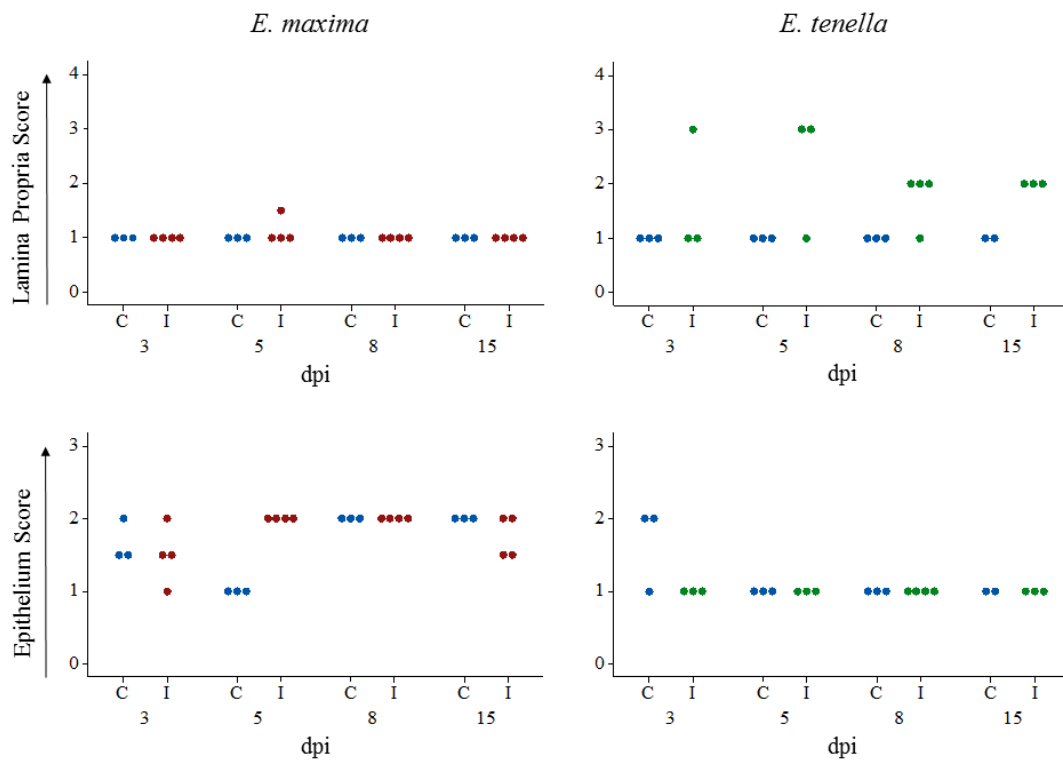 E. maxima
E. tenella
Lamina Propria Score
4
3
2
1
0
C I C I C I C I
3 5 8 15
dpi
4
3
2
1
0
C I C I C I C I
3 5 8 15
dpi
Epithelium Score
3
2
1
0
C I C I C I C I
3 5 8 15
dpi
3
2
1
0
C I C I C I C I
3 5 8 15
dpi